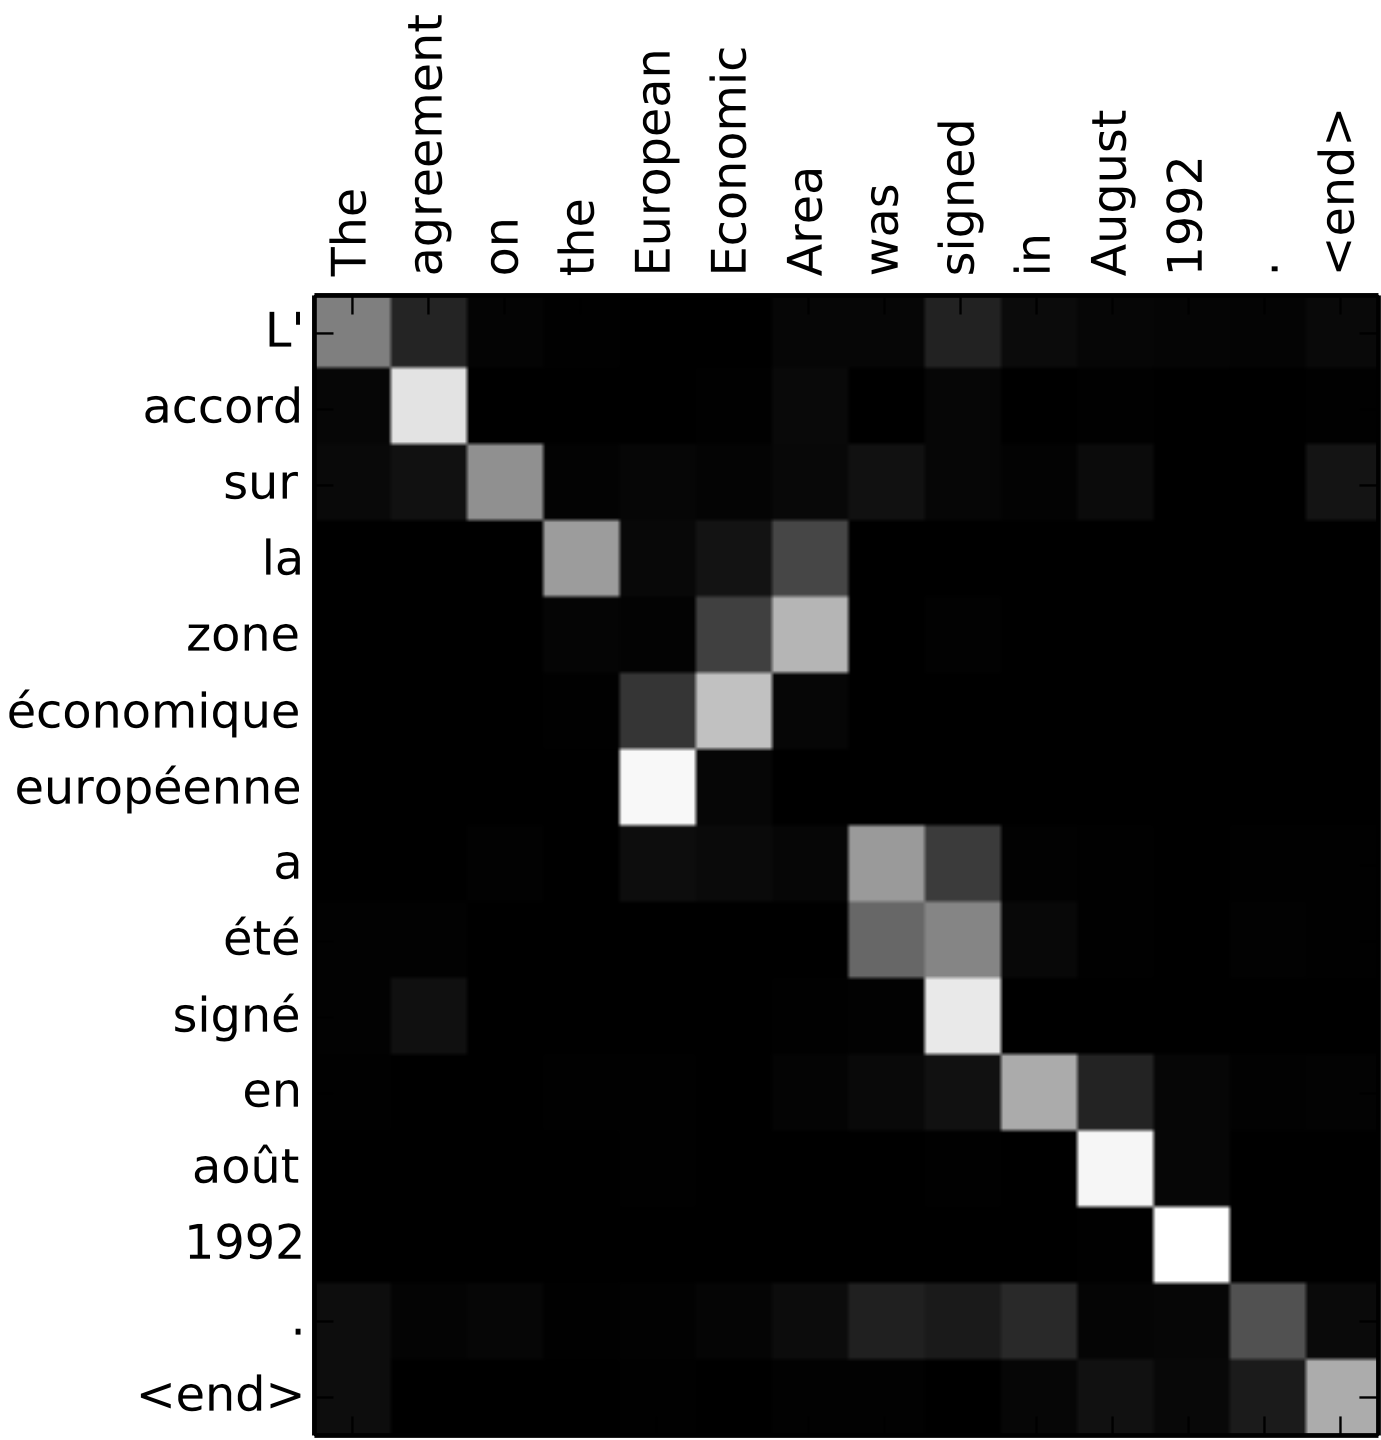 The
agreement
on
the
European
Economic
Area
was
signed
in
August
1992
.
<end>
L'
accord
sur
la
zone
économique
européenne
a
été
signé
en
août
1992
.
<end>